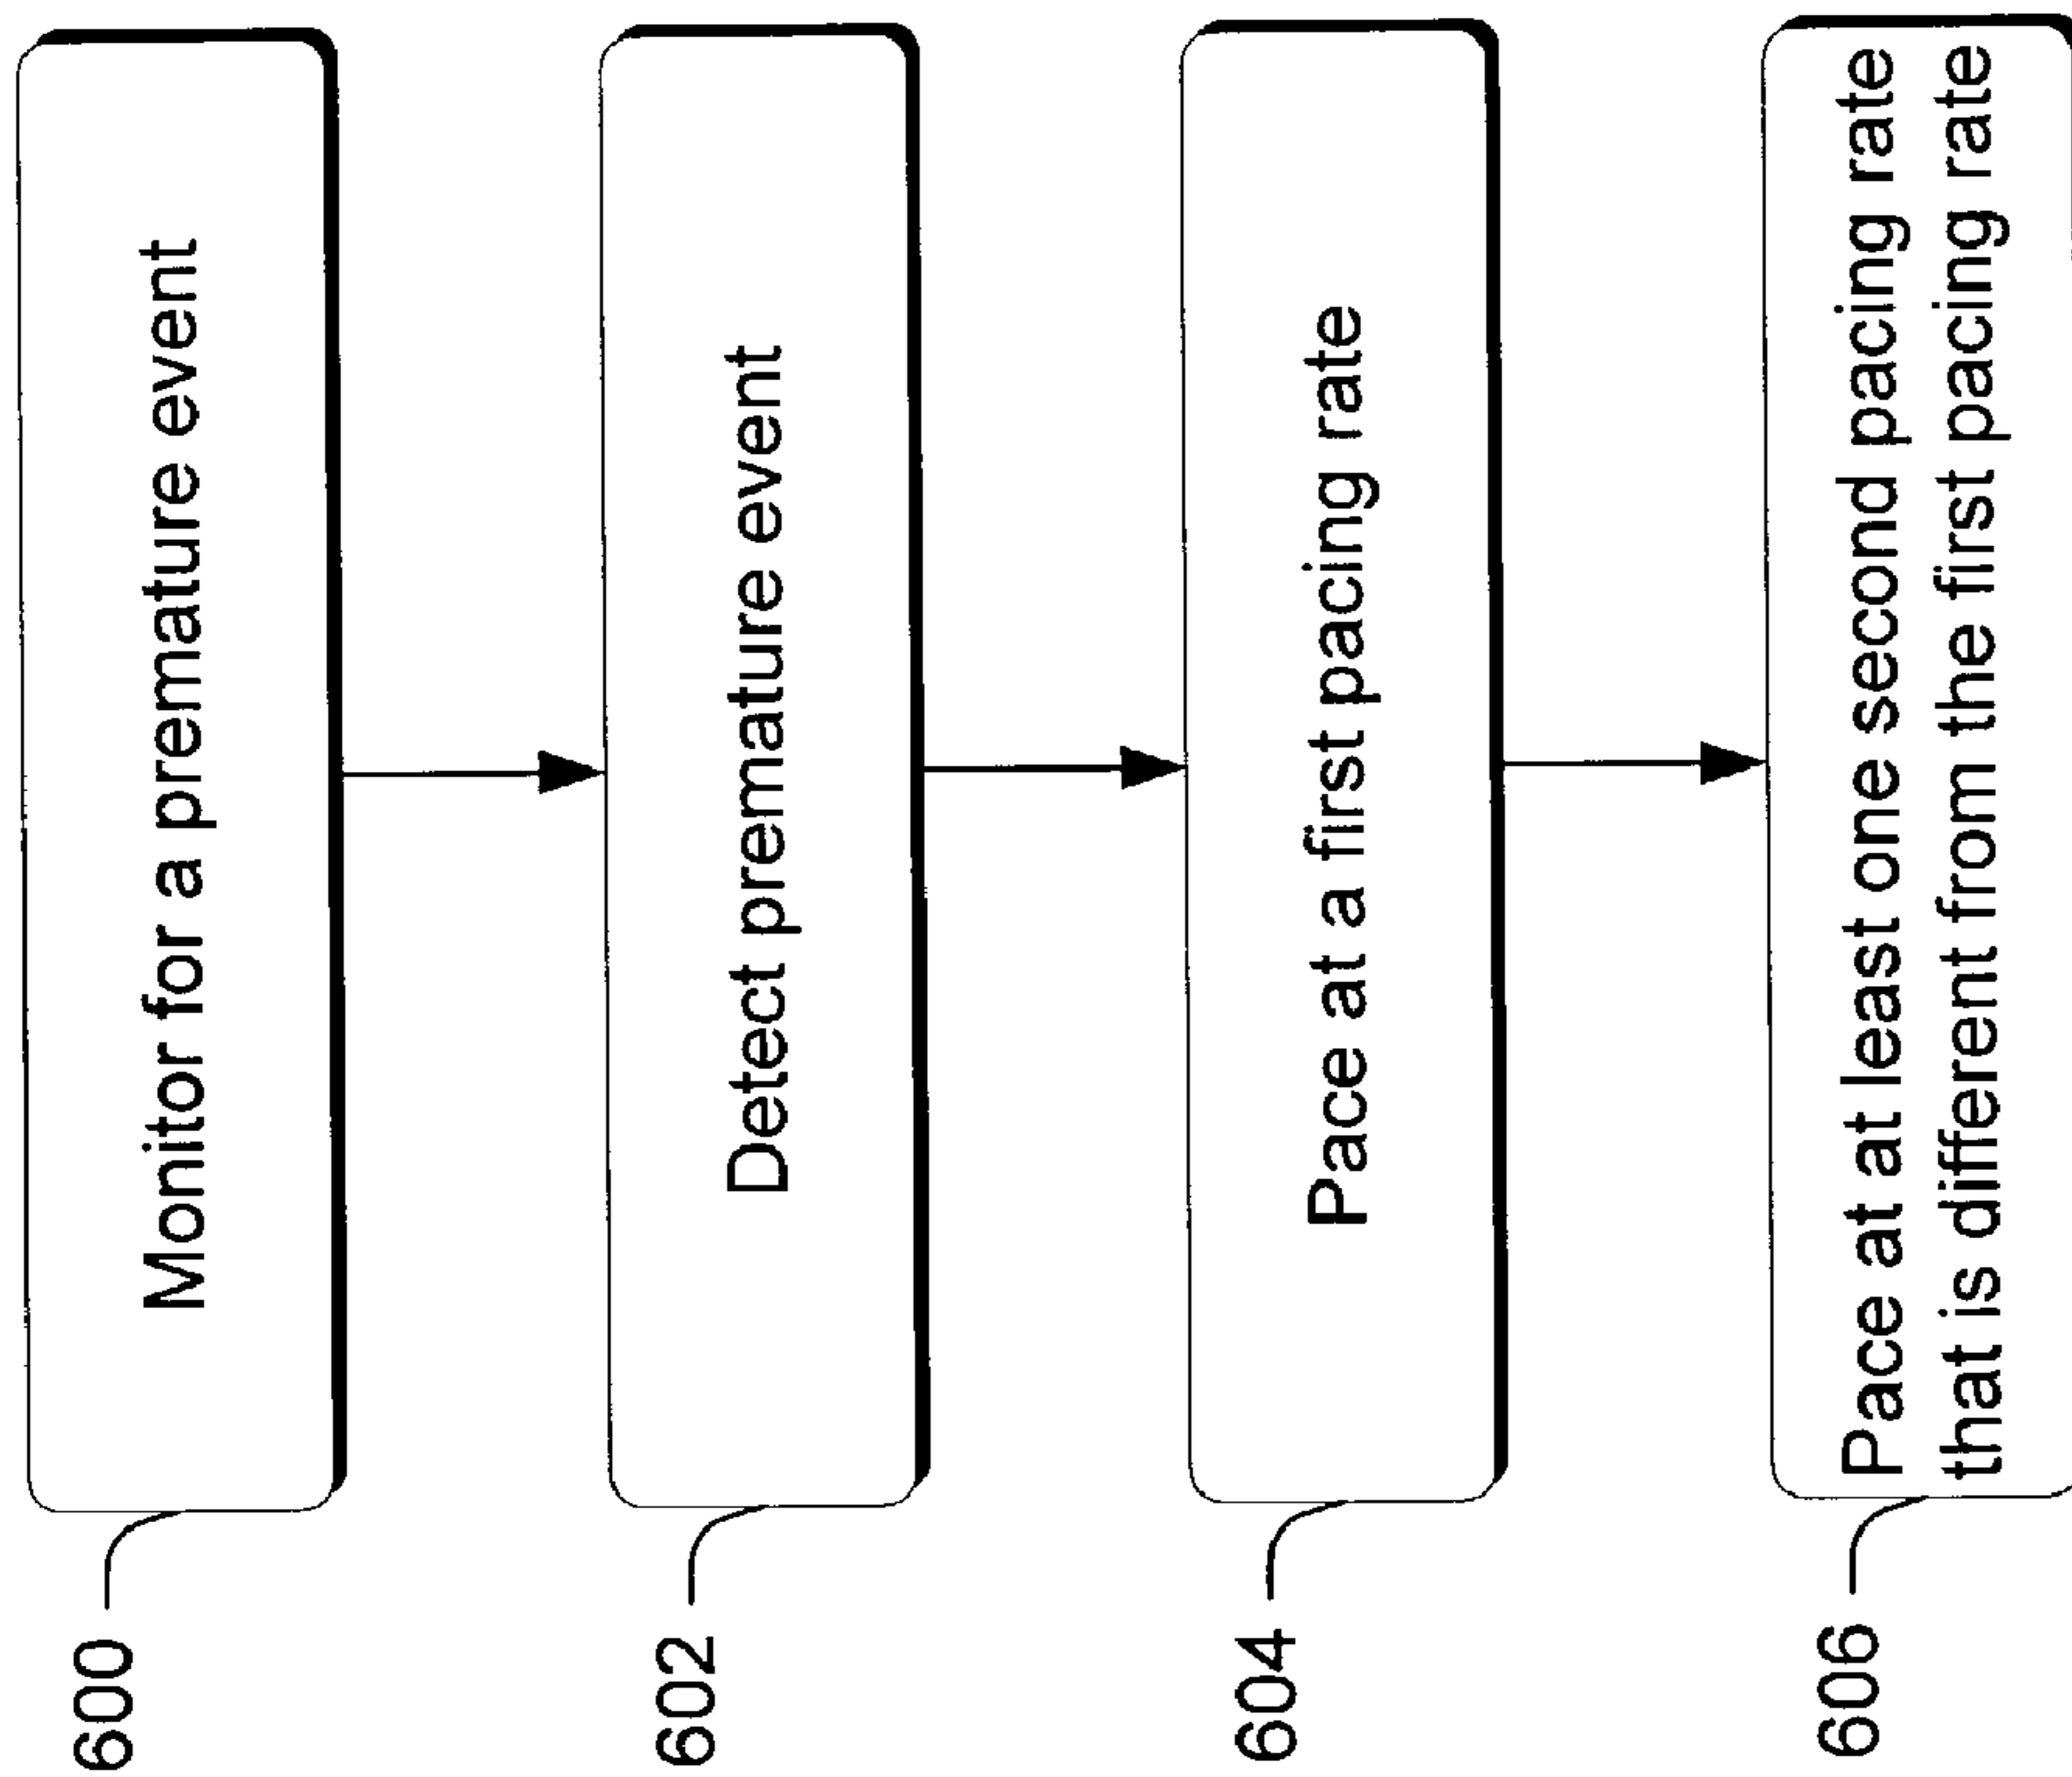 600
Monitor for a premature event
602
Detect premature event
604
Pace at a first pacing rate
606
Pace at at least one second pacing rate
that is different from the first pacing rate